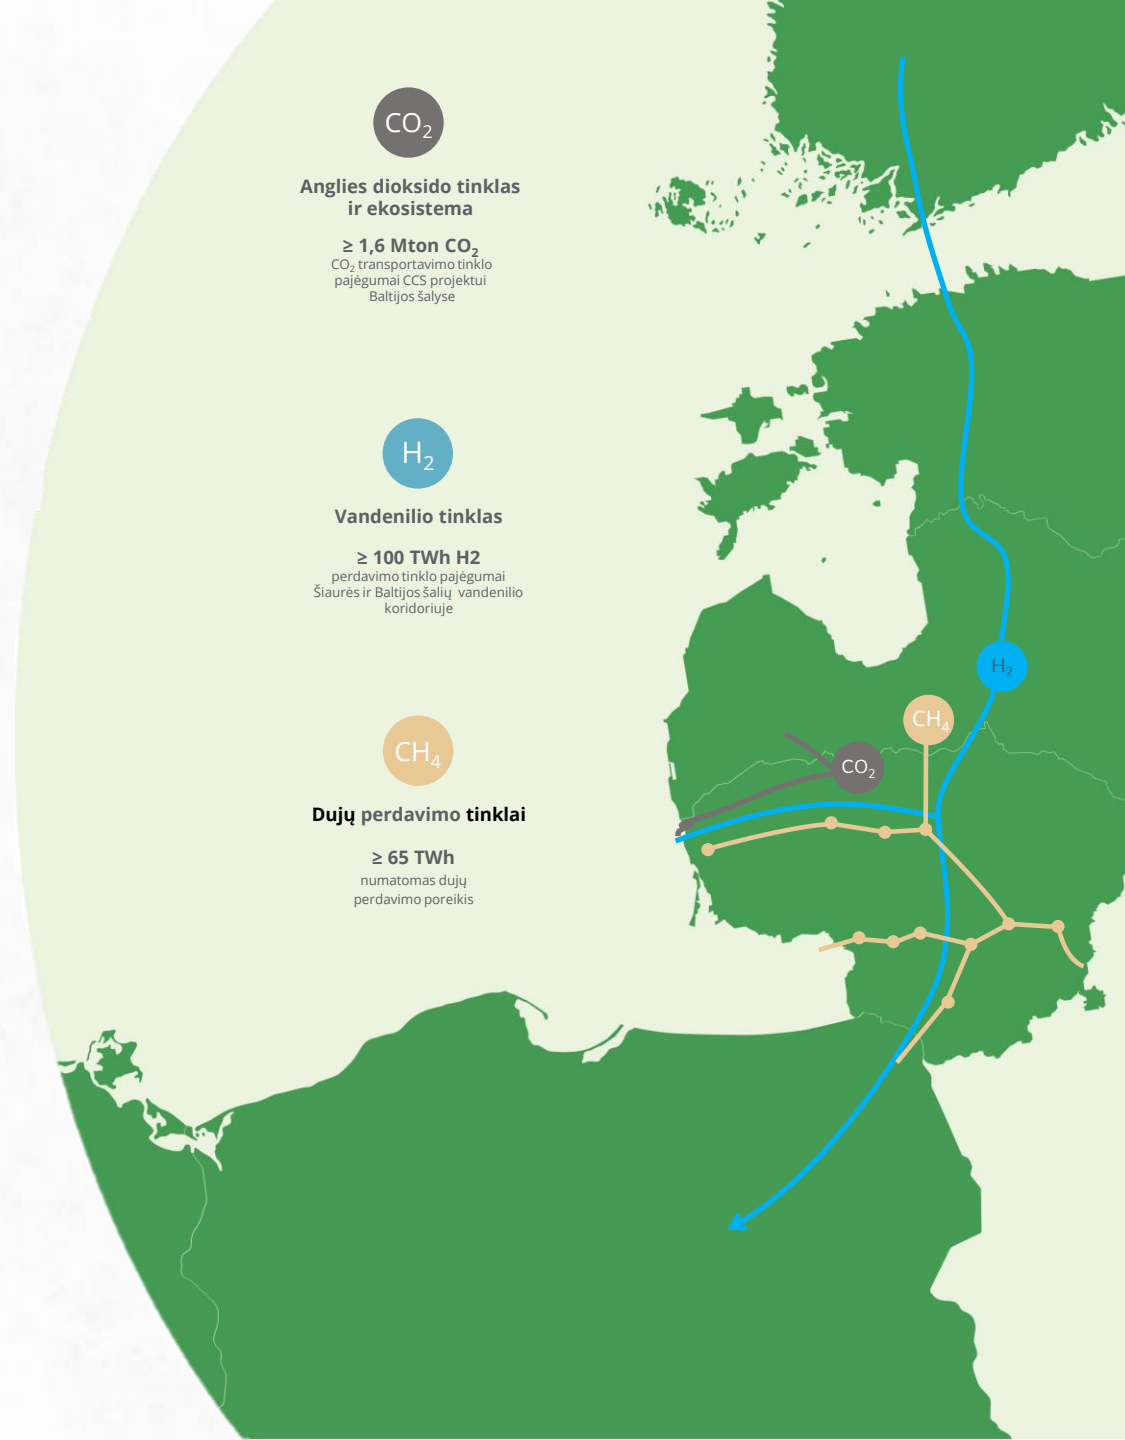 CO₂
Anglies dioksido tinklas
ir ekosistema
≥ 1,6 Mton CO₂
CO₂ transportavimo tinklo
pajėgumai CCS projektui
Baltijos šalyse
H₂
Vandenilio tinklas
≥ 100 TWh H2
perdavimo tinklo pajėgumai
Šiaurės ir Baltijos šalių vandenilio
koridoriuje
CH₄
Dujų perdavimo tinklai
≥ 65 TWh
numatomas dujų
perdavimo poreikis
H₂
CH₄
CO₂